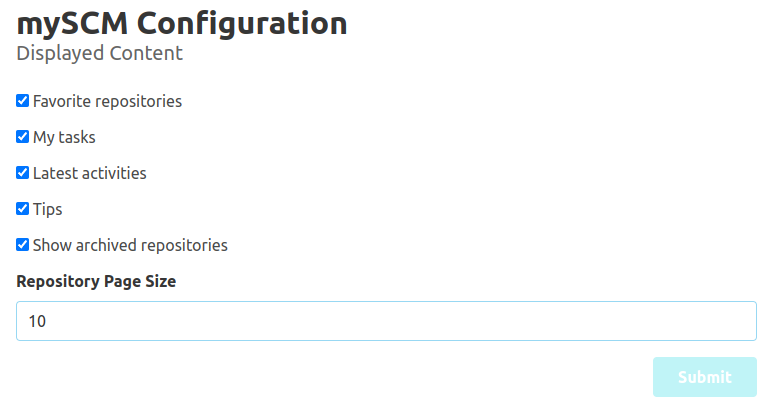 mySCM Configuration
Displayed Content
Favorite repositories
My tasks
Latest activities
Tips
Show archived repositories
Repository Page Size
10
Submit